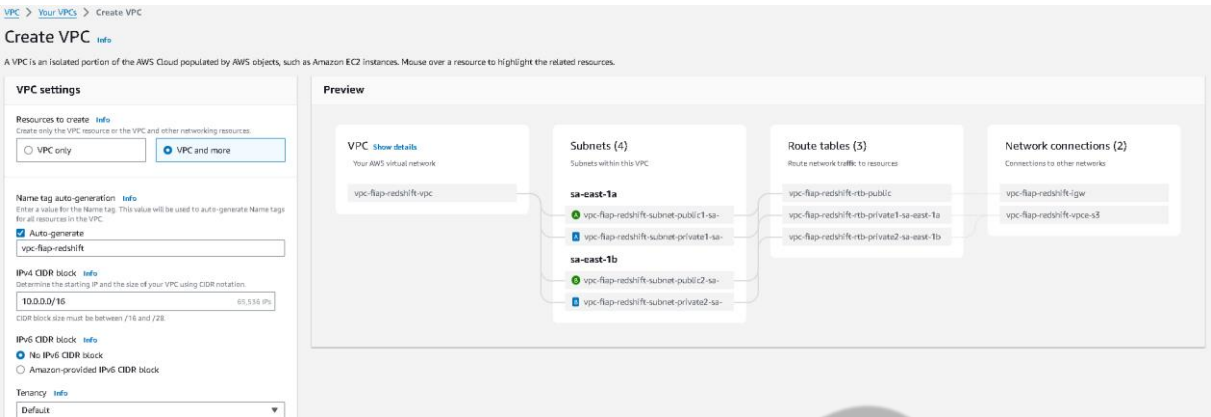 VPC > Your VPCs > Create VPC
Create VPC Info
A VPC is an isolated portion of the AWS Cloud populated by AWS objects, such as Amazon EC2 instances. Mouse over a resource to highlight the related resources.
VPC settings
Resources to create Info
Create only the VPC resource or the VPC and other networking resources.
VPC only
VPC and more
Name tag auto-generation Info
Enter a value for the Name tag. This value will be used to auto-generate Name tags
for all resources in the VPC.
Auto-generate
vpc-fiap-redshift
IPv4 CIDR block Info
Determine the starting IP and the size of your VPC using CIDR notation.
10.0.0.0/16 65,536 IPs
CIDR block size must be between /16 and /28.
IPv6 CIDR block Info
No IPv6 CIDR block
Amazon-provided IPv6 CIDR block
Tenancy Info
Default
Preview
VPC Show details
Your AWS virtual network
vpc-fiap-redshift-vpc
Subnets (4)
Subnets within this VPC
sa-east-1a
A vpc-fiap-redshift-subnet-public1-sa-
A vpc-fiap-redshift-subnet-private1-sa-
sa-east-1b
B vpc-fiap-redshift-subnet-public2-sa-
B vpc-fiap-redshift-subnet-private2-sa-
Route tables (3)
Route network traffic to resources
vpc-fiap-redshift-rtb-public
vpc-fiap-redshift-rtb-private1-sa-east-1a
vpc-fiap-redshift-rtb-private2-sa-east-1b
Network connections (2)
Connections to other networks
vpc-fiap-redshift-igw
vpc-fiap-redshift-vpce-s3